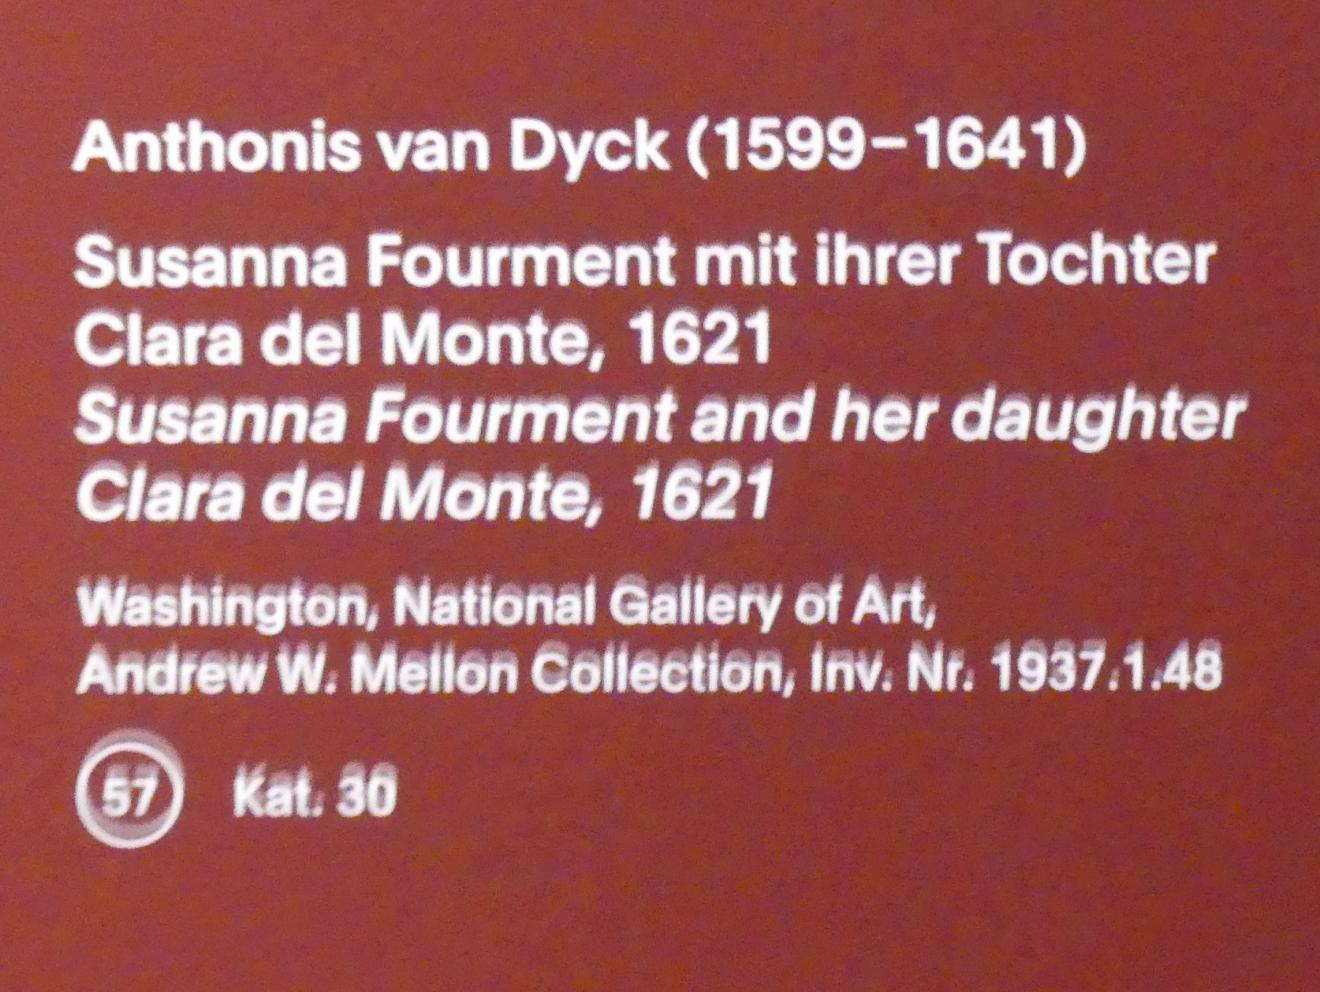 Anthonis van Dyck (1599–1641)
Susanna Fourment mit ihrer Tochter
Clara del Monte, 1621
Susanna Fourment and her daughter
Clara del Monte, 1621
Washington, National Gallery of Art,
Andrew W. Mellon Collection, Inv. Nr. 1937.1.48
57 Kat. 30